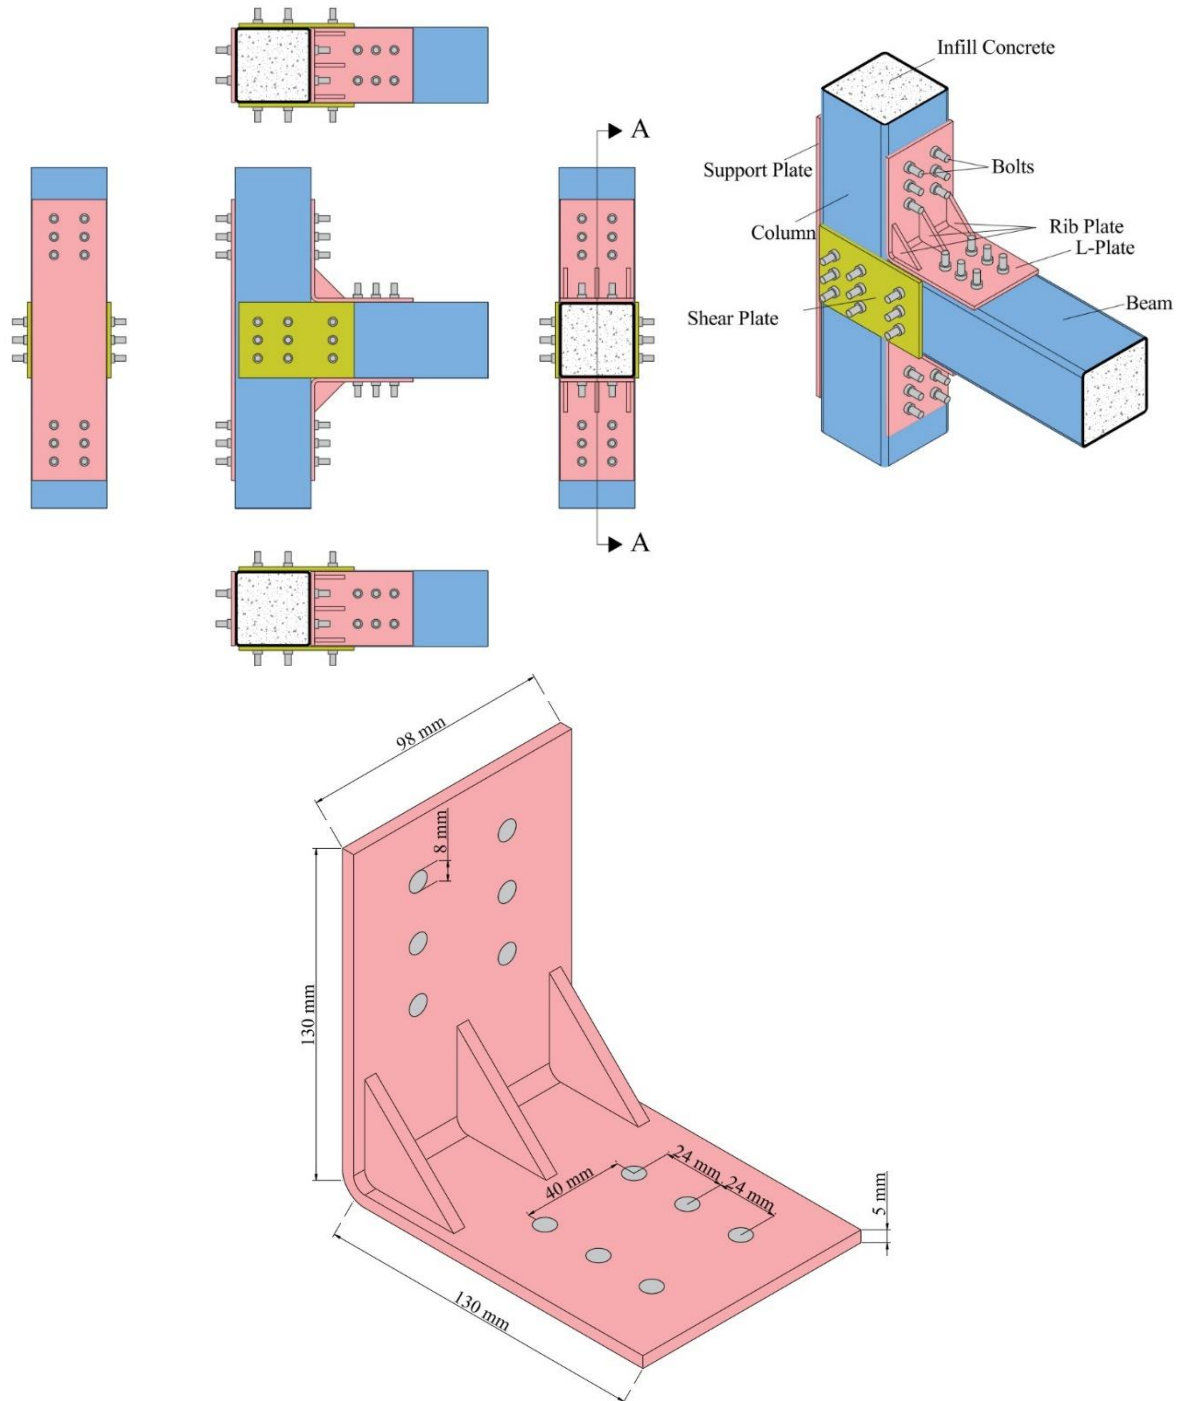 A
A
Infill Concrete
Support Plate
Bolts
Column
Rib Plate
L-Plate
Shear Plate
Beam
98 mm
8 mm
130 mm
40 mm
24 mm
24 mm
5 mm
130 mm